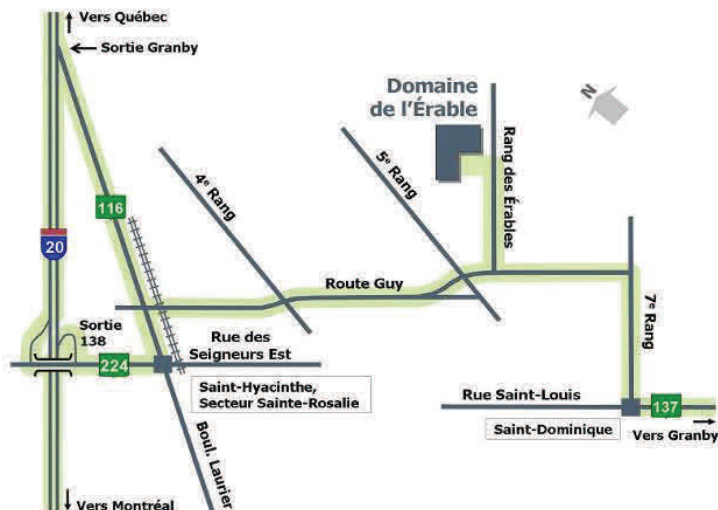 Vers Québec
Sortie Granby
Domaine
de l'Érable
N
4e Rang
5e Rang
Rang des Érables
116
20
Route Guy
Sortie
138
Rue des
Seigneurs Est
7e Rang
224
Saint-Hyacinthe,
Secteur Sainte-Rosalie
Rue Saint-Louis
137
Saint-Dominique
Vers Granby
Boul. Laurier
Vers Montréal